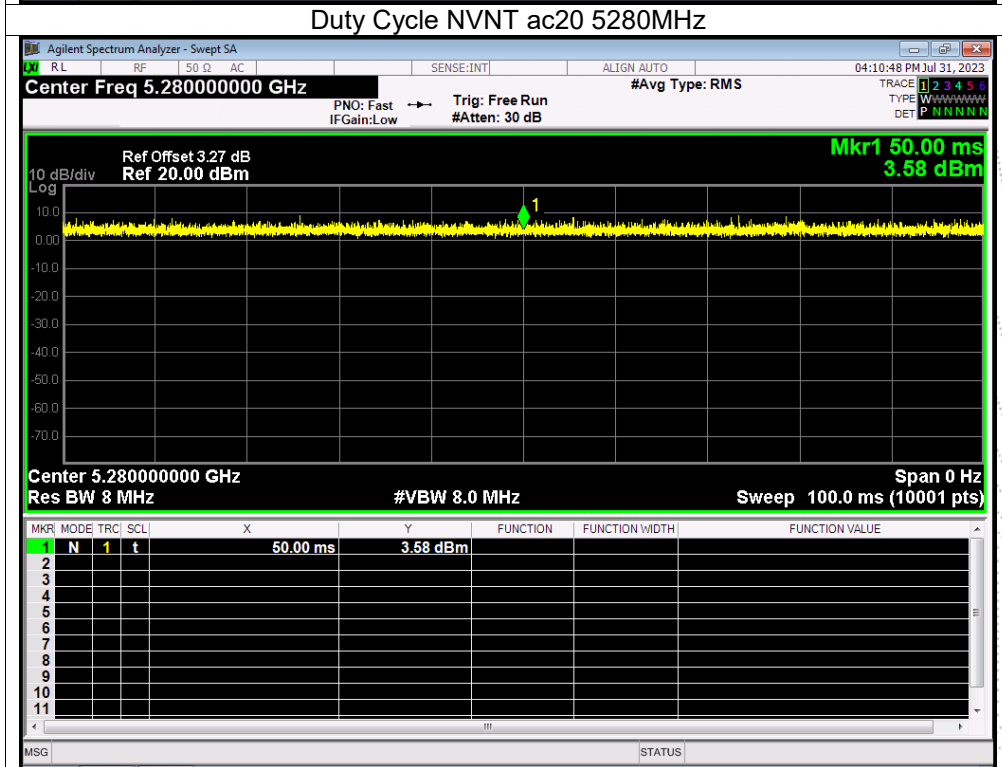 Duty Cycle NVNT ac20 5280MHz
Agilent Spectrum Analyzer - Swept SA
LXI RL RF 50 Ω AC SENSE:INT ALIGN AUTO 04:10:48 PM Jul 31, 2023
Center Freq 5.280000000 GHz #Avg Type: RMS TRACE 1 2 3 4 5 6
PNO: Fast Trig: Free Run TYPE WWWWWW
IFGain:Low #Atten: 30 dB DET P N N N N N
Mkr1 50.00 ms
Ref Offset 3.27 dB
10 dB/div Ref 20.00 dBm 3.58 dBm
Log
10.0 1
0.00
-10.0
-20.0
-30.0
-40.0
-50.0
-60.0
-70.0
Center 5.280000000 GHz Span 0 Hz
Res BW 8 MHz #VBW 8.0 MHz Sweep 100.0 ms (10001 pts)
MKR MODE TRC SCL X Y FUNCTION FUNCTION WIDTH FUNCTION VALUE
1 N 1 t 50.00 ms 3.58 dBm
2
3
4
5
6
7
8
9
10
11
MSG STATUS